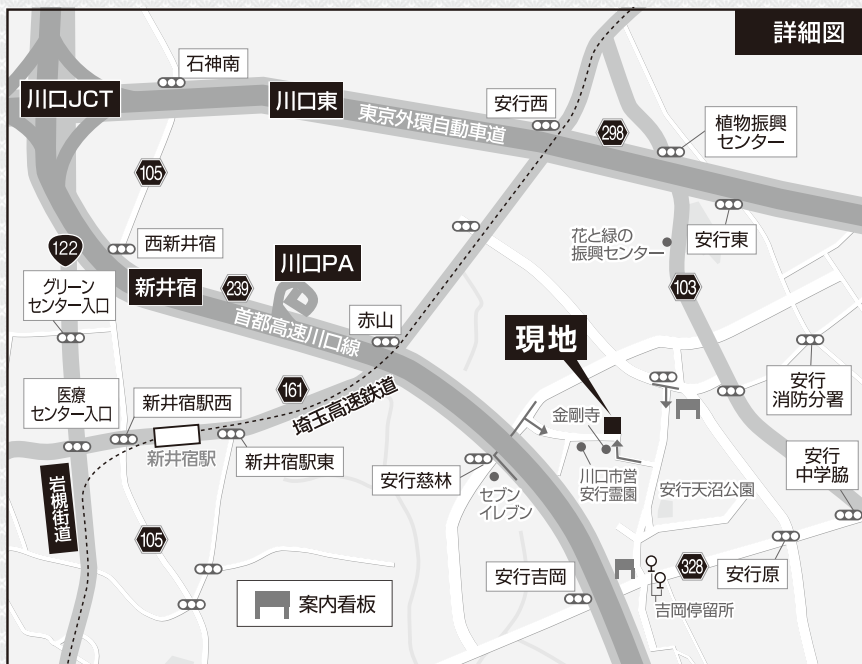 詳細図
石神南
川口JCT
川口東
安行西
東京外環自動車道
298
植物振興
センター
105
122
西新井宿
川口PA
花と緑の
振興センター
安行東
グリーン
センター入口
新井宿
239
103
首都高速川口線
赤山
現地
161
安行
消防分署
医療
センター入口
新井宿駅西
埼玉高速鉄道
金剛寺
新井宿駅
新井宿駅東
安行慈林
セブン
イレブン
川口市営
安行霊園
安行天沼公園
安行
中学脇
岩槻街道
105
安行吉岡
328
安行原
案内看板
吉岡停留所